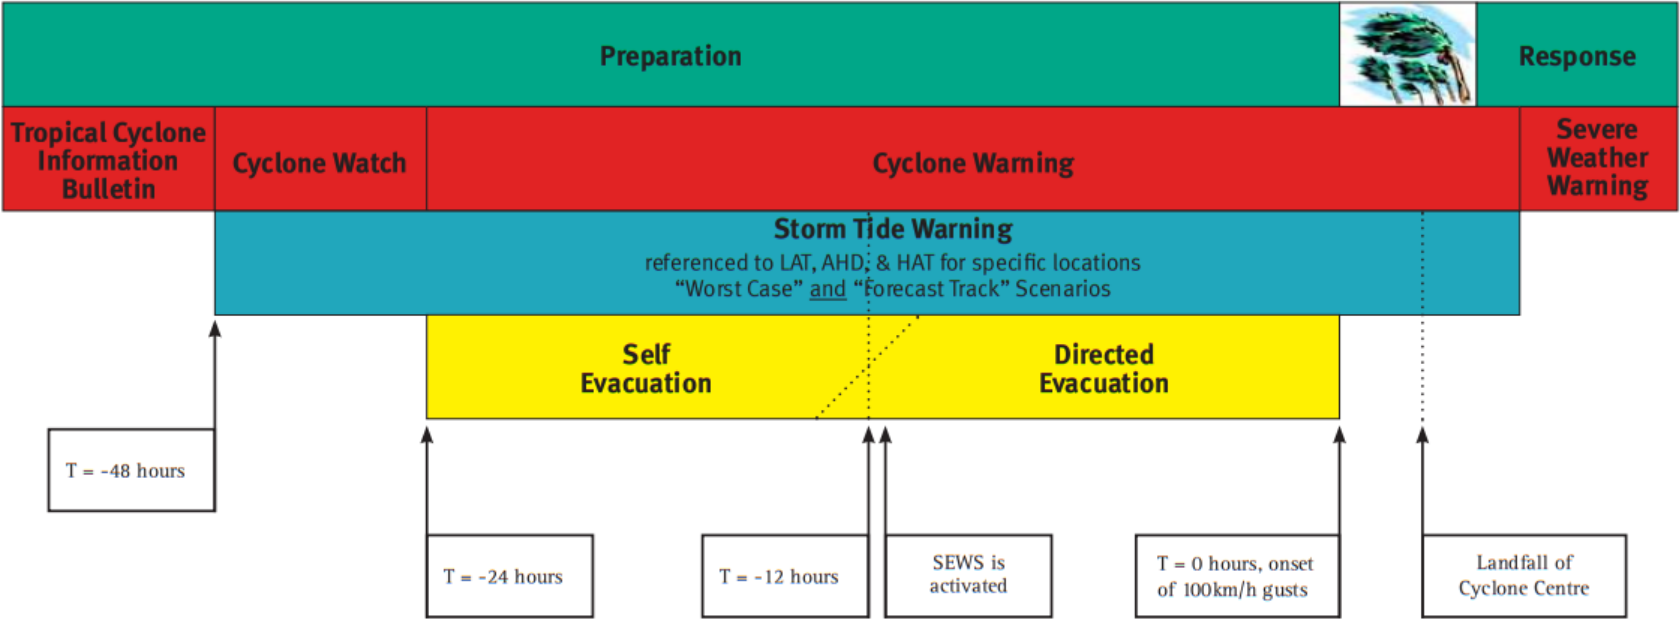 Preparation
Response
Tropical Cyclone
Information
Bulletin
Cyclone Watch
Cyclone Warning
Severe
Weather
Warning
Storm Tide Warning
referenced to LAT, AHD, & HAT for specific locations
“Worst Case” and “Forecast Track” Scenarios
Self
Evacuation
Directed
Evacuation
T = -48 hours
T = -24 hours
T = -12 hours
SEWS is
activated
T = 0 hours, onset
of 100km/h gusts
Landfall of
Cyclone Centre